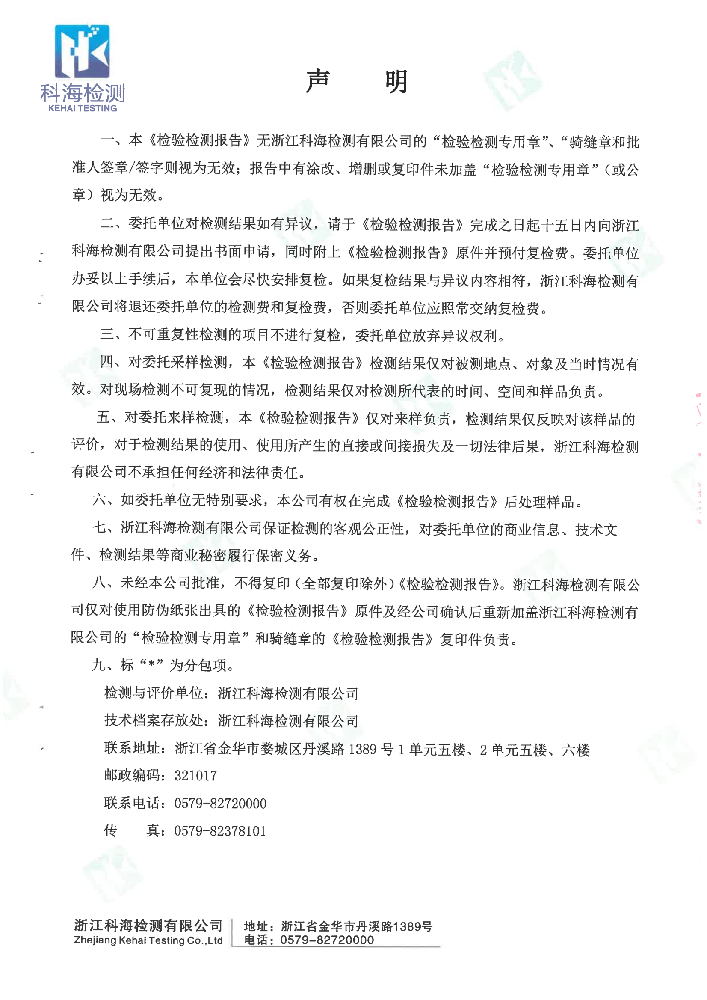 科海检测
KEHAI TESTING
声 明
一、本《检验检测报告》无浙江科海检测有限公司的“检验检测专用章”、“骑缝章和批
准人签章/签字则视为无效；报告中有涂改、增删或复印件未加盖“检验检测专用章”（或公
章）视为无效。
二、委托单位对检测结果如有异议，请于《检验检测报告》完成之日起十五日内向浙江
科海检测有限公司提出书面申请，同时附上《检验检测报告》原件并预付复检费。委托单位
办妥以上手续后，本单位会尽快安排复检。如果复检结果与异议内容相符，浙江科海检测有
限公司将退还委托单位的检测费和复检费，否则委托单位应照常交纳复检费。
三、不可重复性检测的项目不进行复检，委托单位放弃异议权利。
四、对委托采样检测，本《检验检测报告》检测结果仅对被测地点、对象及当时情况有
效。对现场检测不可复现的情况，检测结果仅对检测所代表的时间、空间和样品负责。
五、对委托来样检测，本《检验检测报告》仅对来样负责，检测结果仅反映对该样品的
评价，对于检测结果的使用、使用所产生的直接或间接损失及一切法律后果，浙江科海检测
有限公司不承担任何经济和法律责任。
六、如委托单位无特别要求，本公司有权在完成《检验检测报告》后处理样品。
七、浙江科海检测有限公司保证检测的客观公正性，对委托单位的商业信息、技术文
件、检测结果等商业秘密履行保密义务。
八、未经本公司批准，不得复印（全部复印除外）《检验检测报告》。浙江科海检测有限公
司仅对使用防伪纸张出具的《检验检测报告》原件及经公司确认后重新加盖浙江科海检测有
限公司的“检验检测专用章”和骑缝章的《检验检测报告》复印件负责。
九、标“*”为分包项。
检测与评价单位：浙江科海检测有限公司
技术档案存放处：浙江科海检测有限公司
联系地址：浙江省金华市婺城区丹溪路 1389 号 1 单元五楼、2 单元五楼、六楼
邮政编码：321017
联系电话：0579-82720000
传 真：0579-82378101
浙江科海检测有限公司
Zhejiang Kehai Testing Co.,Ltd
地址：浙江省金华市丹溪路1389号
电话：0579-82720000